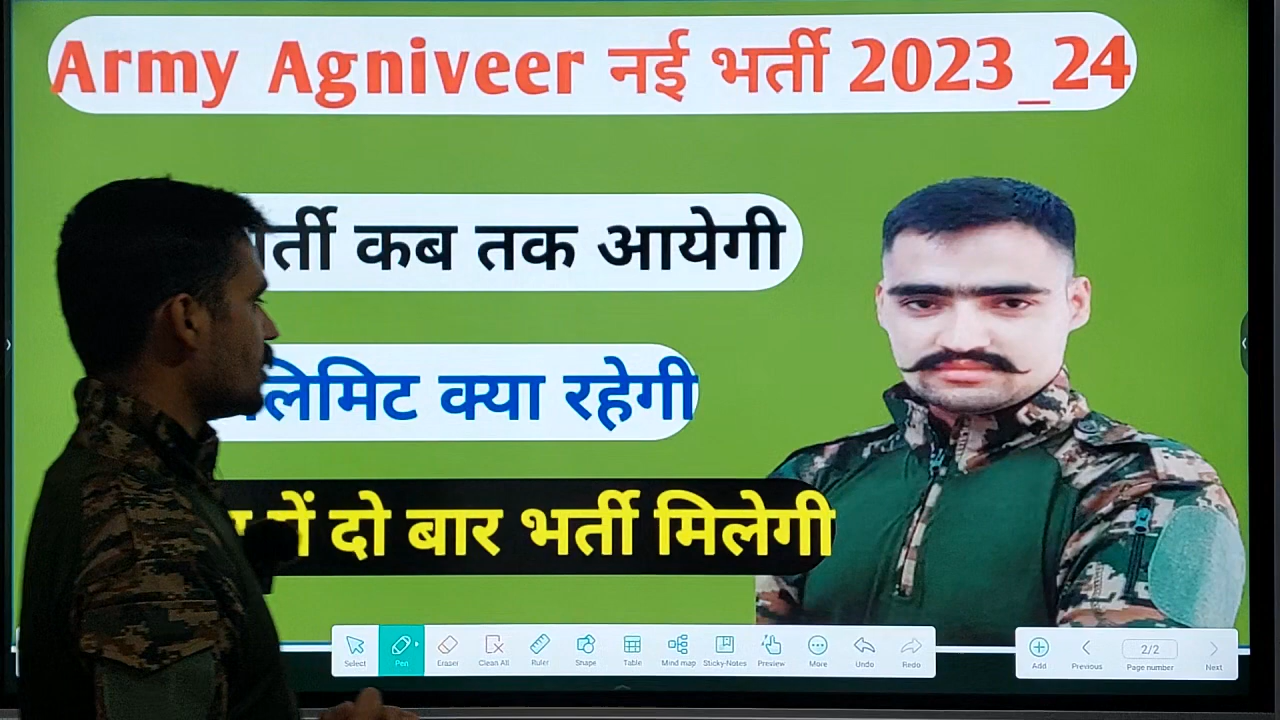 Army Agniveer नई भर्ती 2023_24
कब तक आयेगी
लिमिट क्या रहेगी
में दो बार भर्ती मिलेगी
Select Pen Eraser Clean All Ruler Shape Table Mind map Sticky-Notes Preview More Undo Redo
Add Previous 2/2 Page number Next